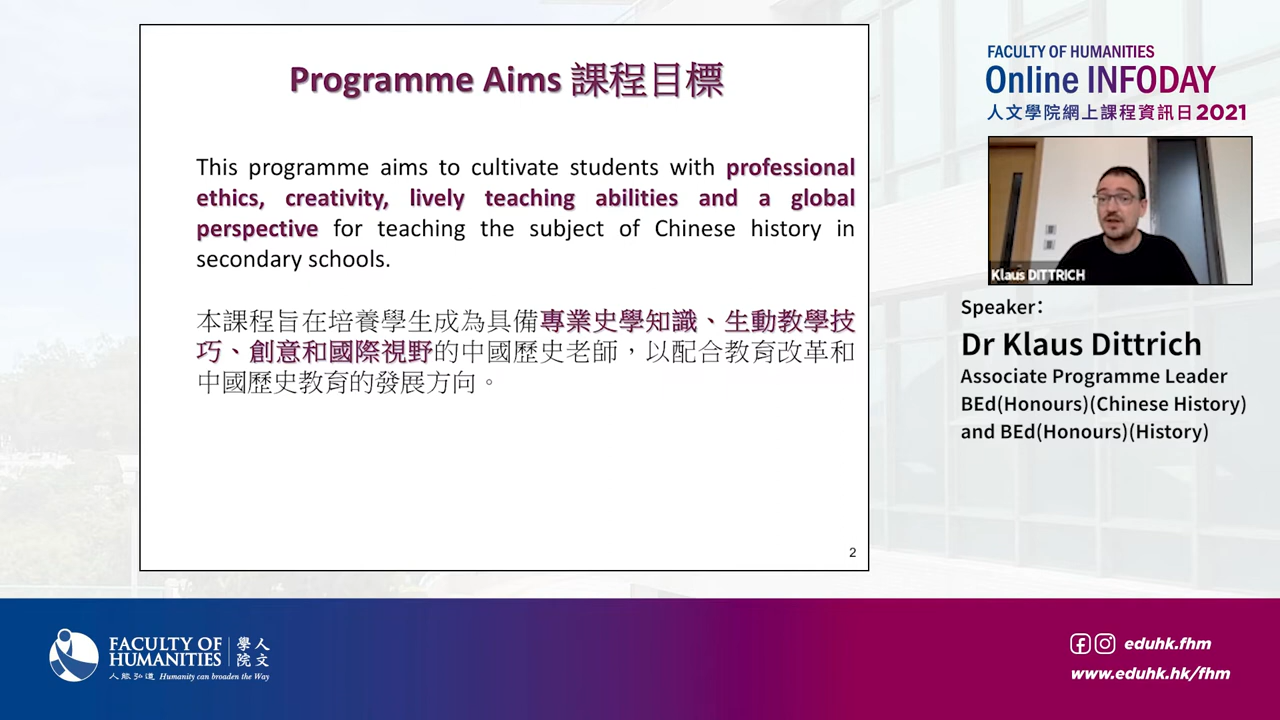 Programme Aims 課程目標
This programme aims to cultivate students with professional
ethics, creativity, lively teaching abilities and a global
perspective for teaching the subject of Chinese history in
secondary schools.
本課程旨在培養學生成為具備專業史學知識、生動教學技
巧、創意和國際視野的中國歷史老師，以配合教育改革和
中國歷史教育的發展方向。
2
FACULTY OF HUMANITIES
Online INFODAY
人文學院網上課程資訊日2021
Klaus DITTRICH
Speaker:
Dr Klaus Dittrich
Associate Programme Leader
BEd(Honours)(Chinese History)
and BEd(Honours)(History)
FACULTY OF
HUMANITIES
學人
院文
人能弘道 Humanity can broaden the Way
eduhk.fhm
www.eduhk.hk/fhm